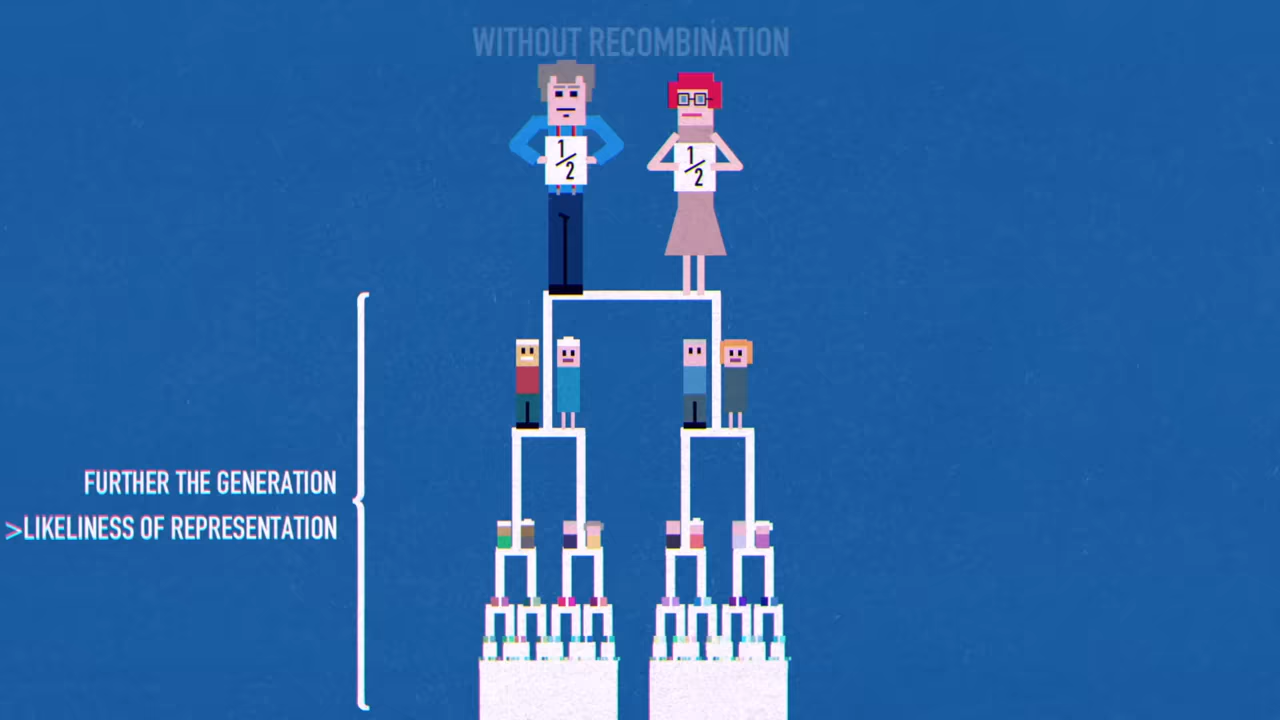 WITHOUT RECOMBINATION
1/2
1/2
FURTHER THE GENERATION
>LIKELINESS OF REPRESENTATION